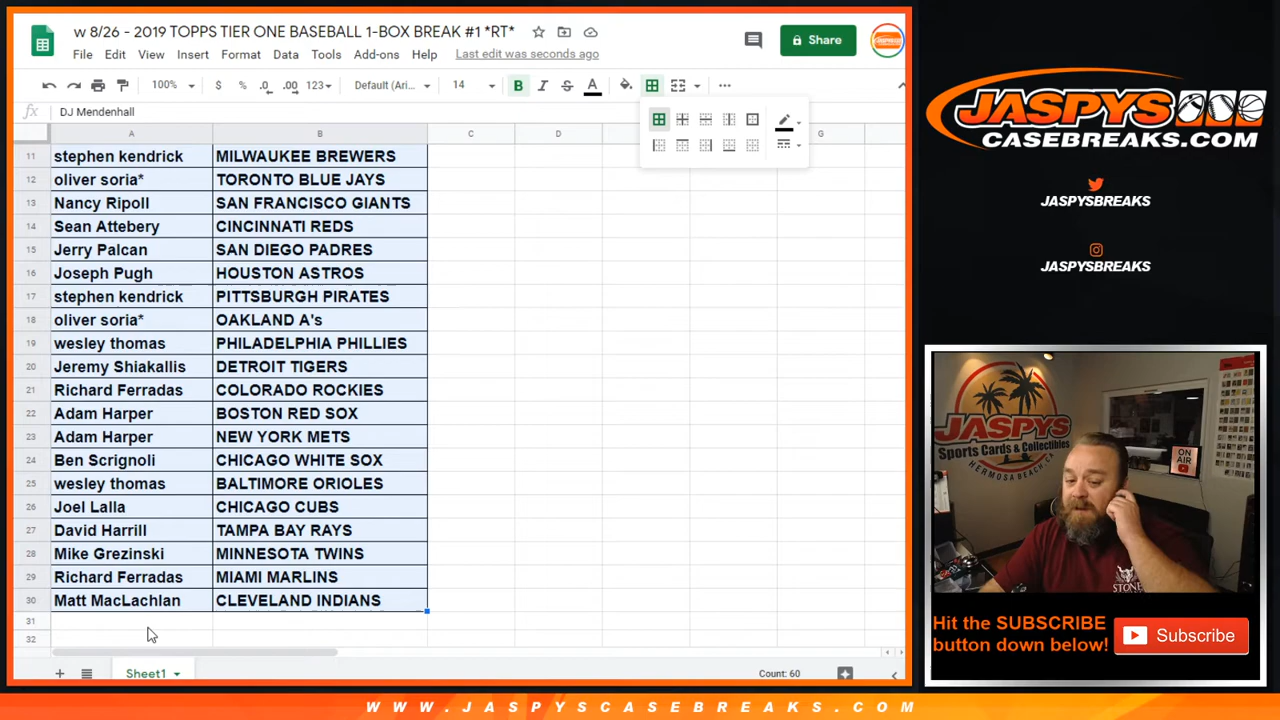 w 8/26 - 2019 TOPPS TIER ONE BASEBALL 1-BOX BREAK #1 *RT*
File Edit View Insert Format Data Tools Add-ons Help Last edit was seconds ago
Share
100% $ % .0 .00 123 Default (Ari... 14 B I S A
fx DJ Mendenhall
A B C D G
11 stephen kendrick MILWAUKEE BREWERS
12 oliver soria* TORONTO BLUE JAYS
13 Nancy Ripoll SAN FRANCISCO GIANTS
14 Sean Attebery CINCINNATI REDS
15 Jerry Palcan SAN DIEGO PADRES
16 Joseph Pugh HOUSTON ASTROS
17 stephen kendrick PITTSBURGH PIRATES
18 oliver soria* OAKLAND A's
19 wesley thomas PHILADELPHIA PHILLIES
20 Jeremy Shiakallis DETROIT TIGERS
21 Richard Ferradas COLORADO ROCKIES
22 Adam Harper BOSTON RED SOX
23 Adam Harper NEW YORK METS
24 Ben Scrignoli CHICAGO WHITE SOX
25 wesley thomas BALTIMORE ORIOLES
26 Joel Lalla CHICAGO CUBS
27 David Harrill TAMPA BAY RAYS
28 Mike Grezinski MINNESOTA TWINS
29 Richard Ferradas MIAMI MARLINS
30 Matt MacLachlan CLEVELAND INDIANS
31
32
Sheet1 Count: 60
JASPYS
CASEBREAKS.COM
JASPYSBREAKS
JASPYSBREAKS
JASPYS
Sports Cards & Collectibles
HERMOSA BEACH, CA
ON AIR
STONE
Hit the SUBSCRIBE
button down below!
Subscribe
WWW.JASPYSCASEBREAKS.COM